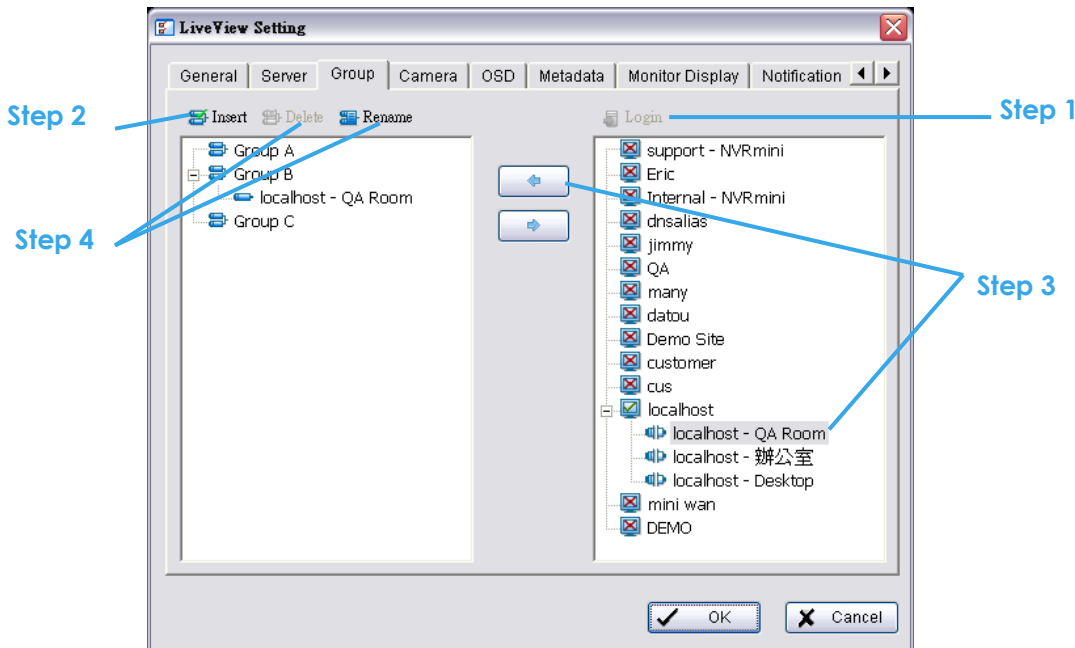 LiveView Setting
General Server Group Camera OSD Metadata Monitor Display Notification
Step 2
Insert Delete Rename
Login
Step 1
Group A
Group B
localhost - QA Room
Group C
Step 4
support - NVRmini
Eric
Internal - NVRmini
dnsalias
jimmy
QA
many
datou
Demo Site
customer
cus
localhost
localhost - QA Room
localhost - 辦公室
localhost - Desktop
mini wan
DEMO
Step 3
OK Cancel